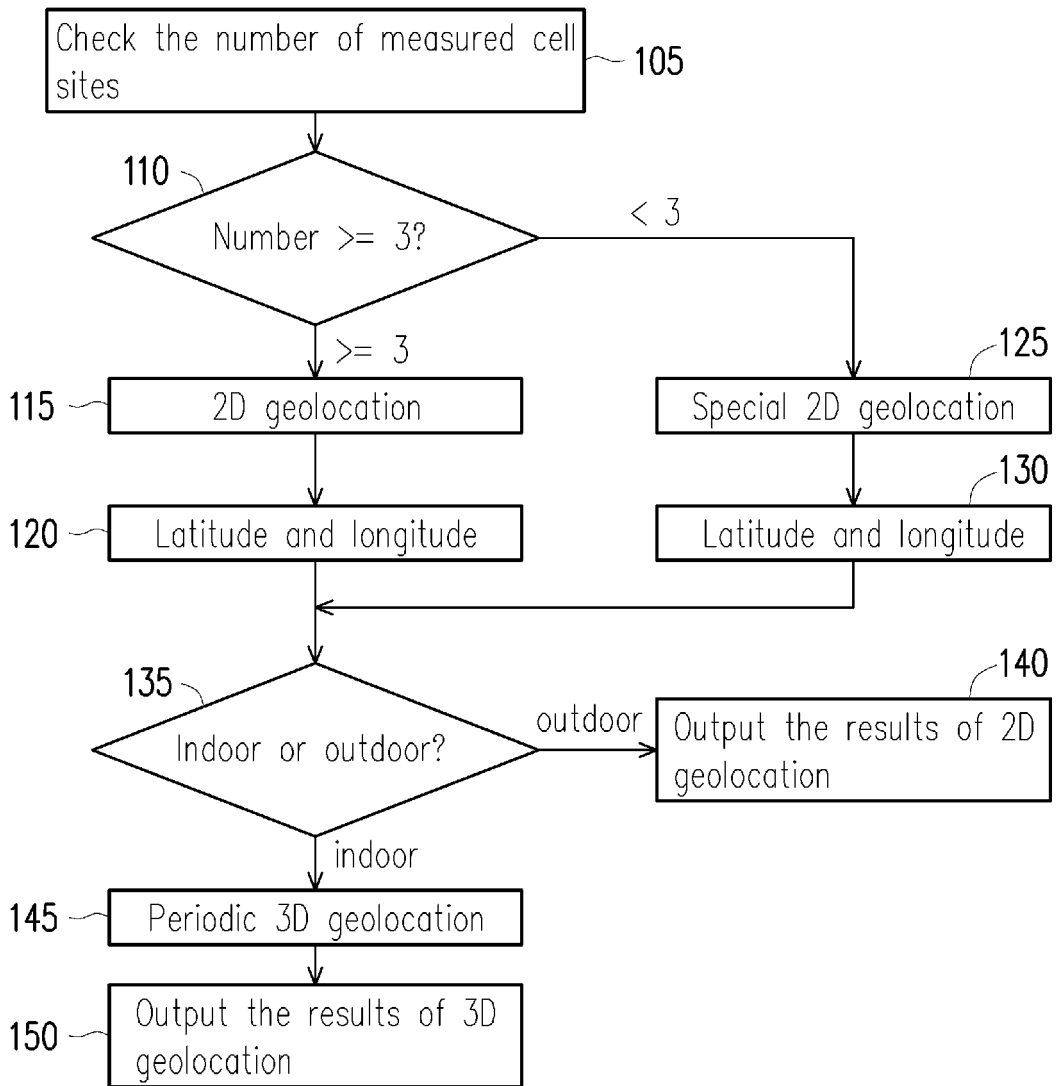 Check the number of measured cell
sites
105
110
Number >= 3?
< 3
>= 3
125
115
2D geolocation
Special 2D geolocation
130
120
Latitude and longitude
Latitude and longitude
135
140
Indoor or outdoor?
outdoor
Output the results of 2D
geolocation
indoor
145
Periodic 3D geolocation
150
Output the results of 3D
geolocation